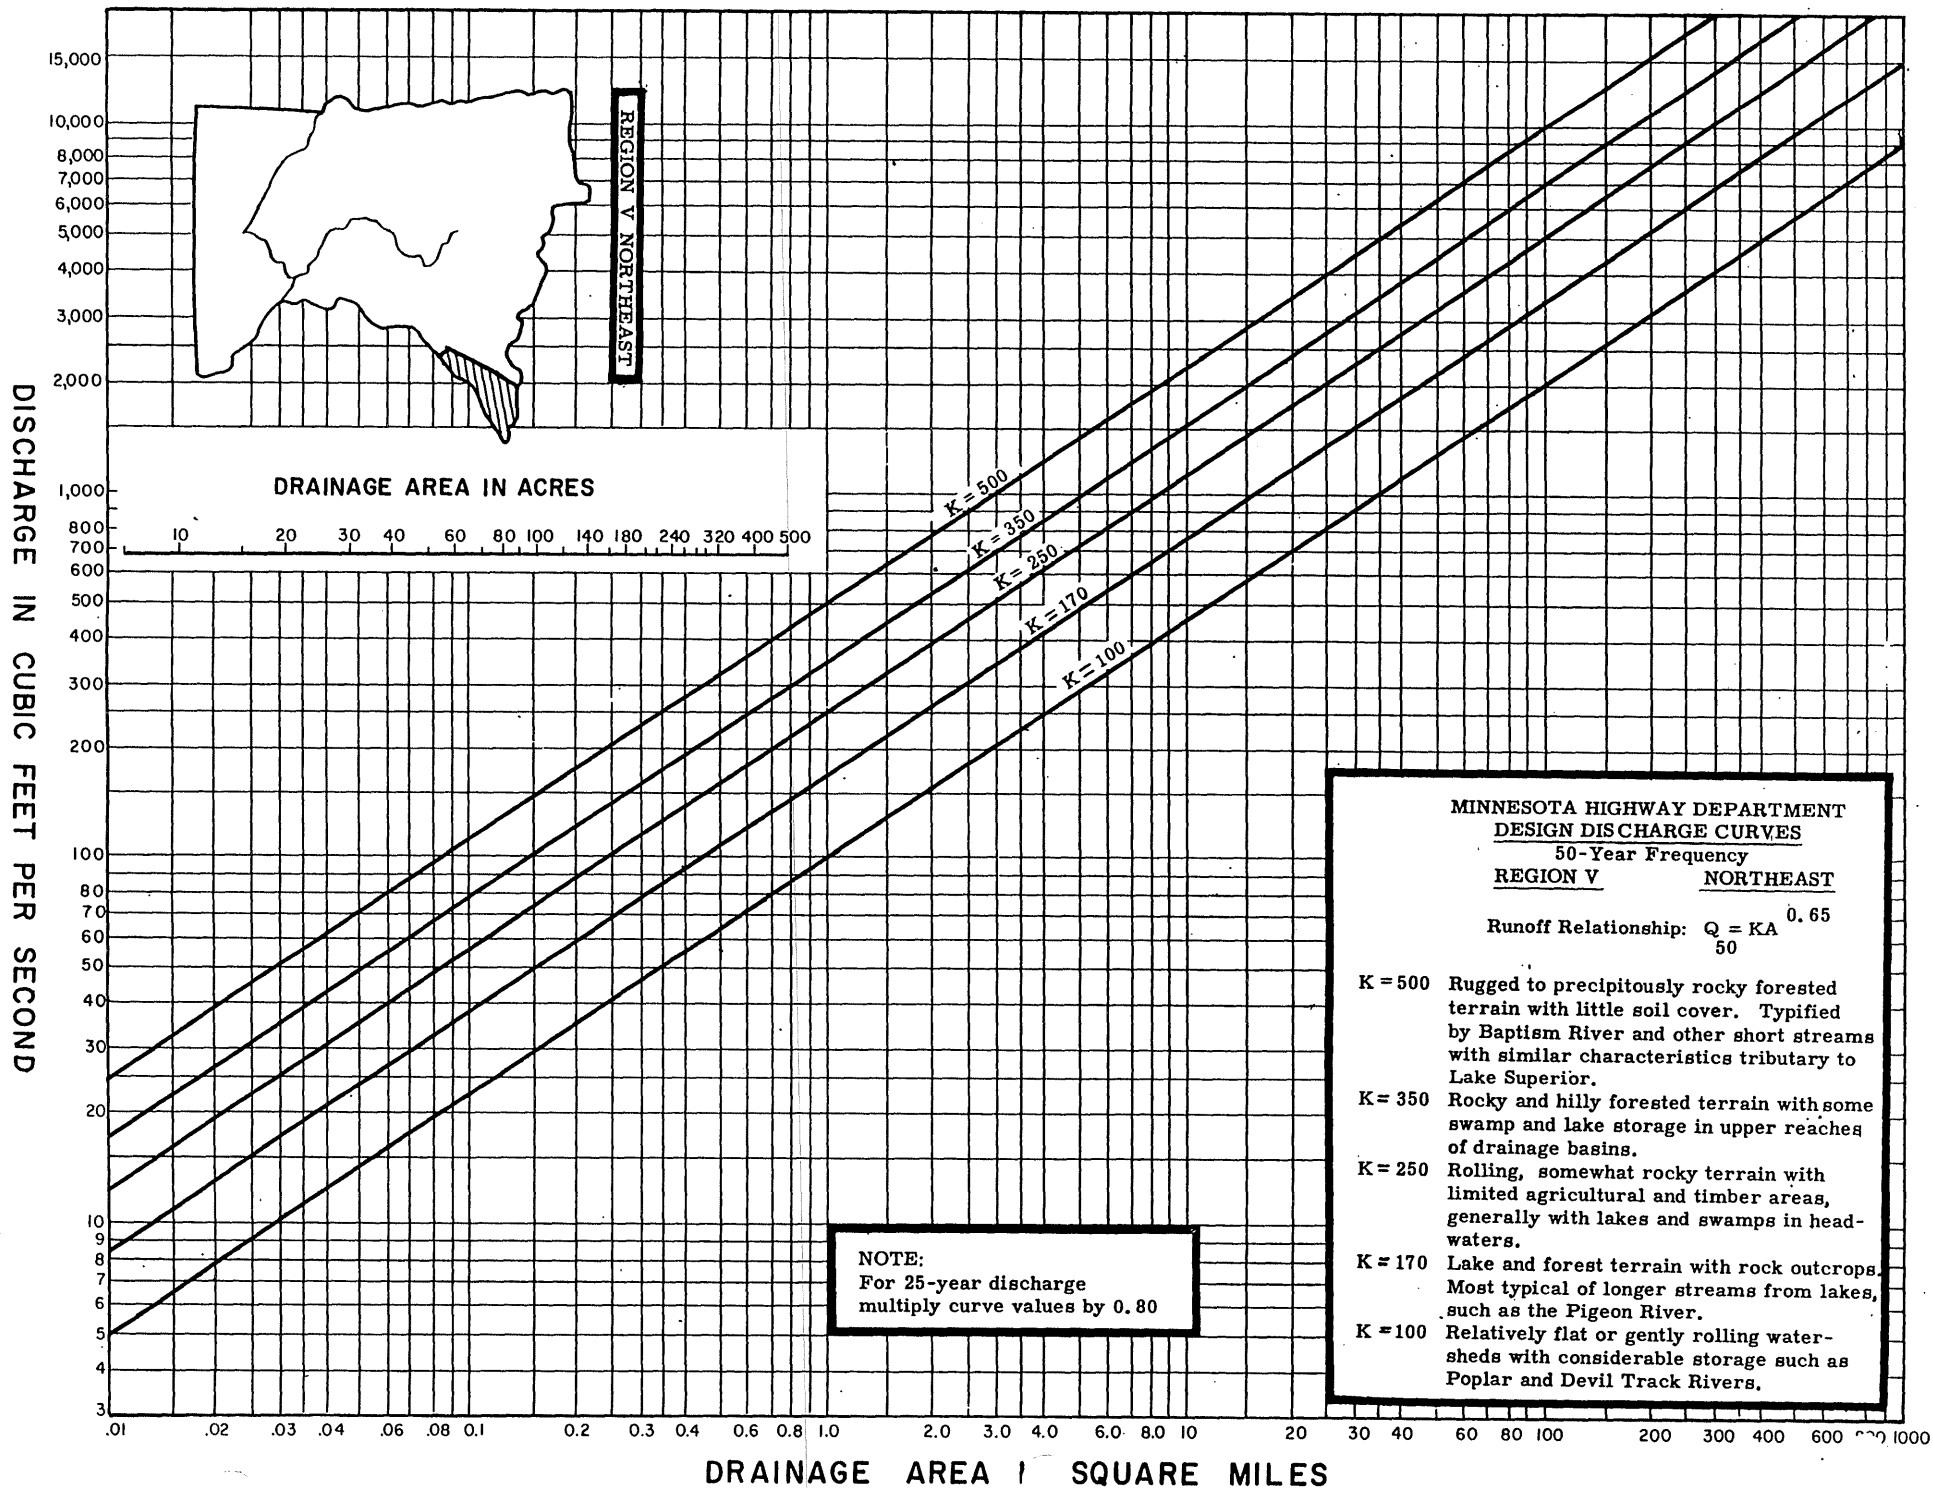 15,000
10,000
8,000
7,000
6,000
5,000
4,000
3,000
2,000
1,000
800
700
600
500
400
300
200
100
80
70
60
50
40
30
20
10
9
8
7
6
5
4
3
DISCHARGE IN CUBIC FEET PER SECOND
REGION V NORTHEAST
DRAINAGE AREA IN ACRES
10 20 30 40 60 80 100 140 180 240 320 400 500
K = 500
K = 350
K = 250
K = 170
K = 100
MINNESOTA HIGHWAY DEPARTMENT
DESIGN DISCHARGE CURVES
50-Year Frequency
REGION V NORTHEAST
0.65
Runoff Relationship: Q = KA
50
K = 500 Rugged to precipitously rocky forested
terrain with little soil cover. Typified
by Baptism River and other short streams
with similar characteristics tributary to
Lake Superior.
K = 350 Rocky and hilly forested terrain with some
swamp and lake storage in upper reaches
of drainage basins.
K = 250 Rolling, somewhat rocky terrain with
limited agricultural and timber areas,
generally with lakes and swamps in head-
waters.
K = 170 Lake and forest terrain with rock outcrops.
Most typical of longer streams from lakes,
such as the Pigeon River.
K = 100 Relatively flat or gently rolling water-
sheds with considerable storage such as
Poplar and Devil Track Rivers.
NOTE:
For 25-year discharge
multiply curve values by 0.80
.01 .02 .03 .04 .06 .08 0.1 0.2 0.3 0.4 0.6 0.8 1.0 2.0 3.0 4.0 6.0 8.0 10 20 30 40 60 80 100 200 300 400 600 1000
DRAINAGE AREA SQUARE MILES